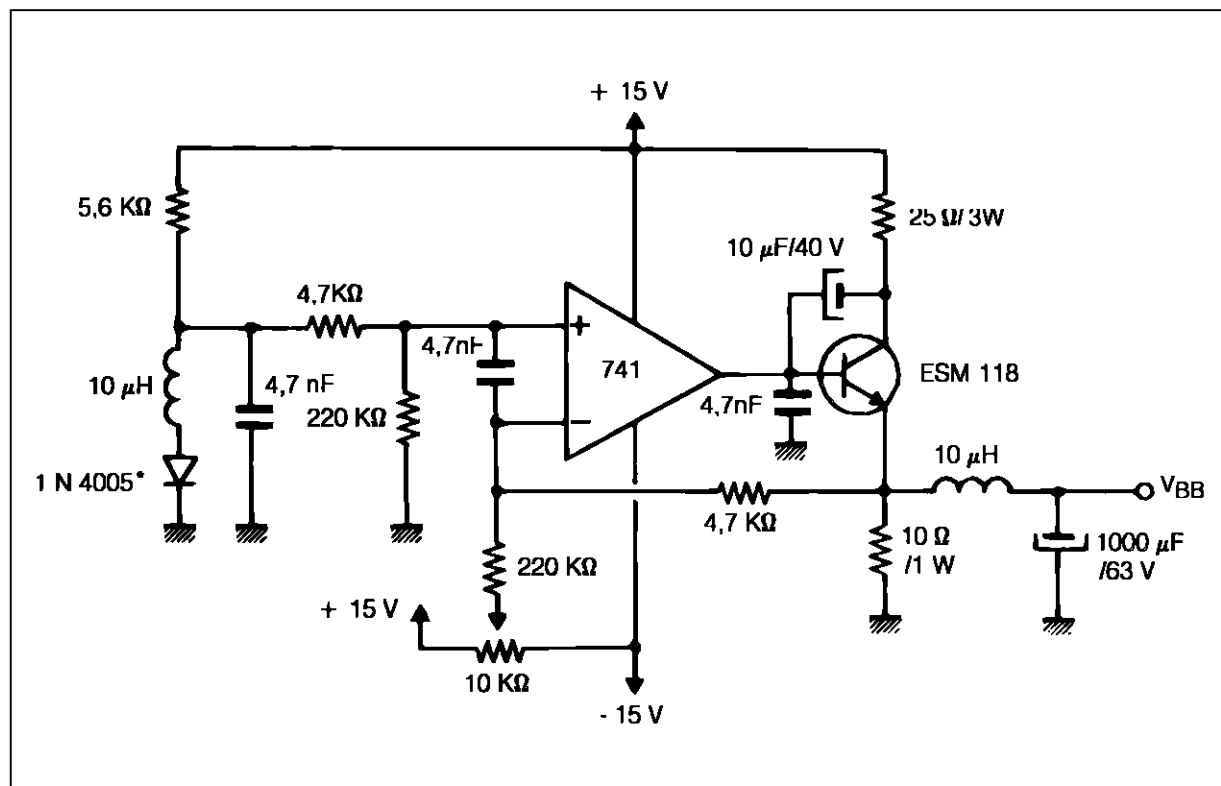 + 15 V
5,6 KΩ
25 Ω/3W
10 µF/40 V
4,7KΩ
4,7nF
741
ESM 118
10 µH
4,7 nF
220 KΩ
4,7nF
10 µH
1 N 4005*
VBB
4,7 KΩ
10 Ω
/1 W
1000 µF
/63 V
220 KΩ
+ 15 V
10 KΩ
- 15 V